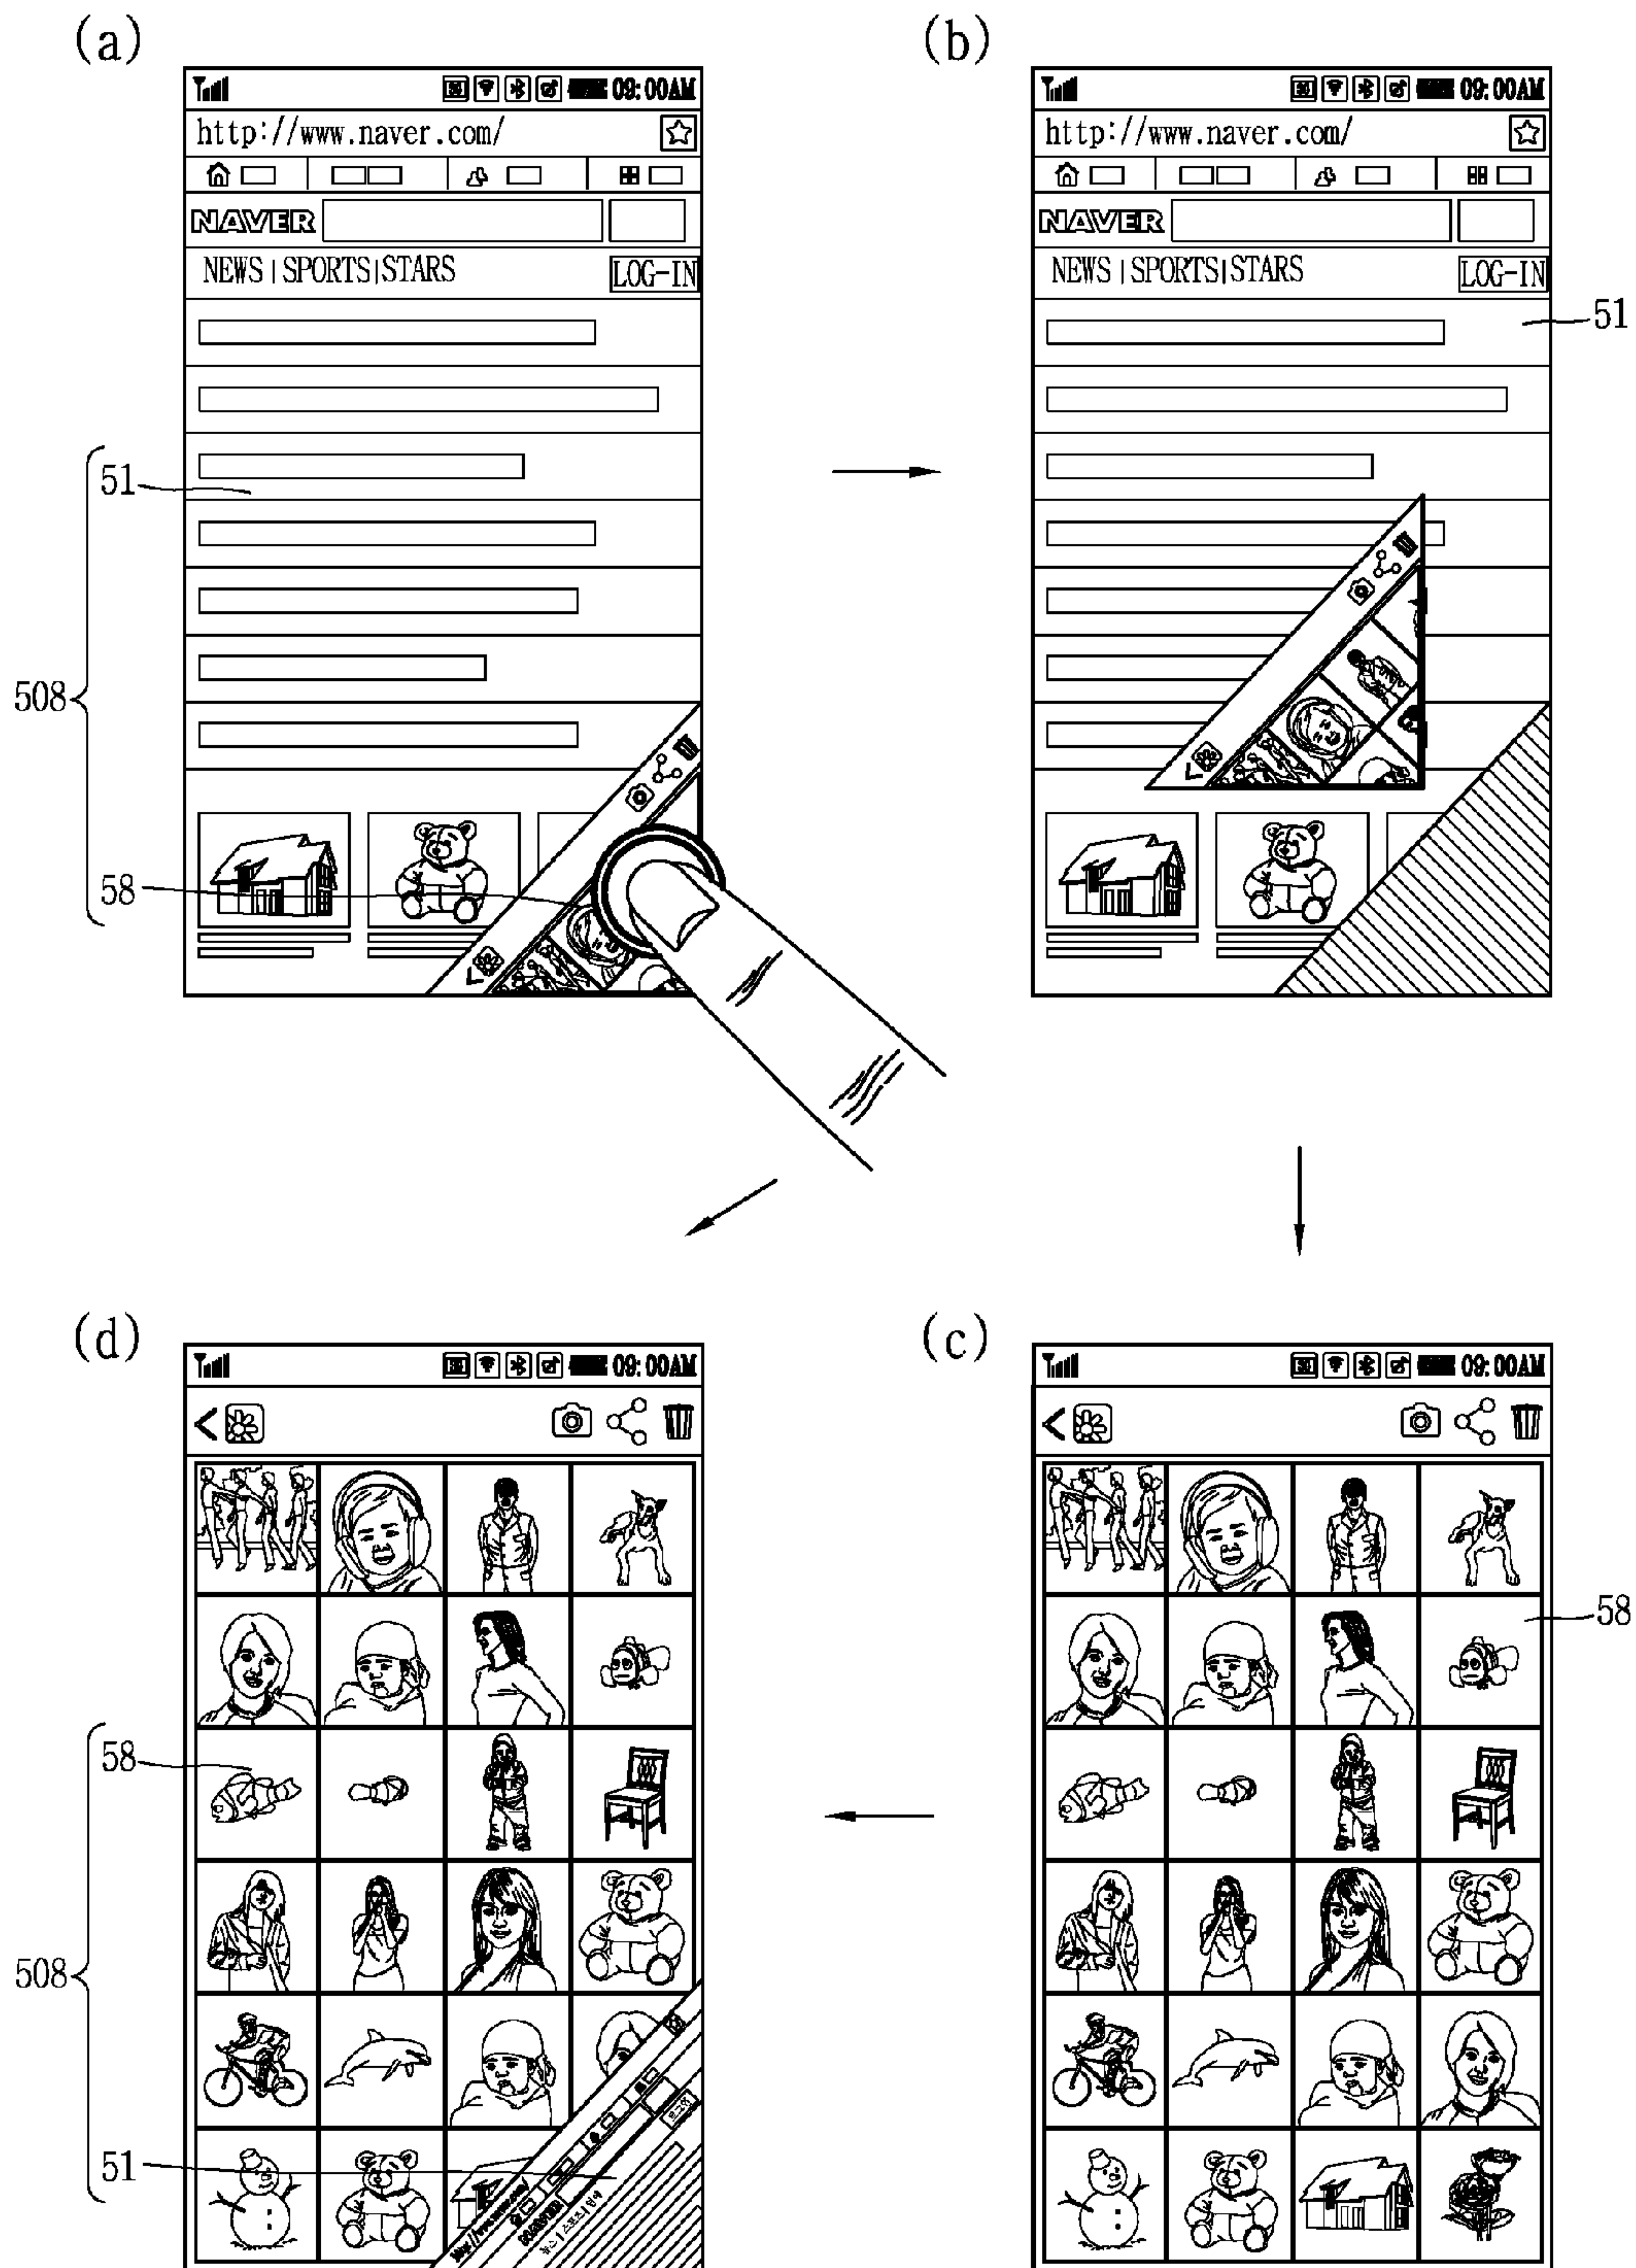 (a)
09:00AM
http://www.naver.com/
NAVER
NEWS | SPORTS | STARS LOG-IN
51
508
58
(b)
09:00AM
http://www.naver.com/
NAVER
NEWS | SPORTS | STARS LOG-IN
51
(d)
09:00AM
58
508
51
(c)
09:00AM
58